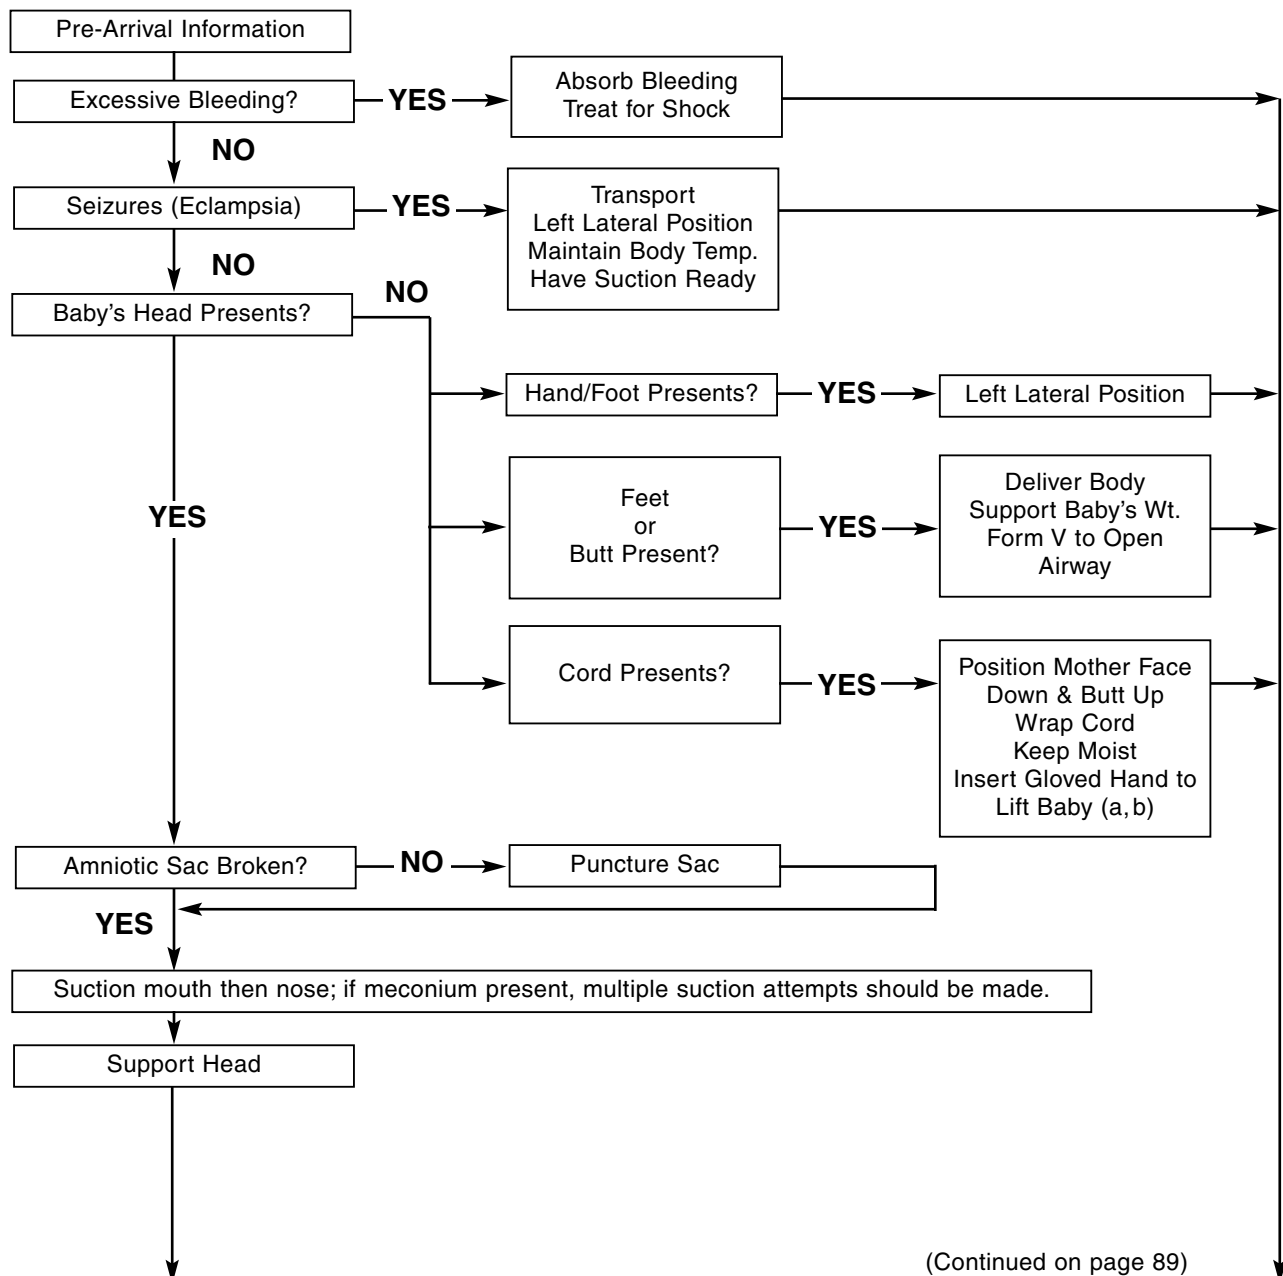 Pre-Arrival Information
Excessive Bleeding?
YES
Absorb Bleeding
Treat for Shock
NO
Seizures (Eclampsia)
YES
Transport
Left Lateral Position
Maintain Body Temp.
Have Suction Ready
NO
Baby's Head Presents?
NO
Hand/Foot Presents?
YES
Left Lateral Position
Feet
or
Butt Present?
YES
Deliver Body
Support Baby's Wt.
Form V to Open
Airway
Cord Presents?
YES
Position Mother Face
Down & Butt Up
Wrap Cord
Keep Moist
Insert Gloved Hand to
Lift Baby (a,b)
YES
Amniotic Sac Broken?
NO
Puncture Sac
YES
Suction mouth then nose; if meconium present, multiple suction attempts should be made.
Support Head
(Continued on page 89)